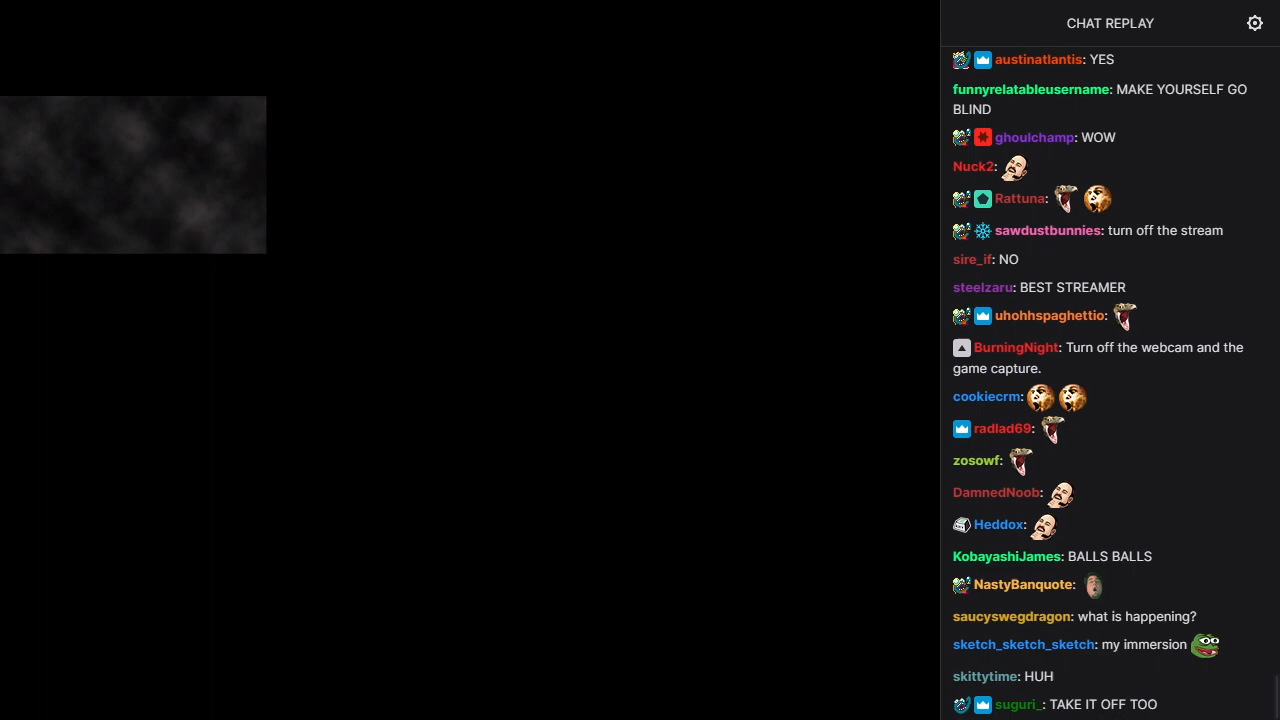 CHAT REPLAY
austinatlantis: YES
funnyrelatableusername: MAKE YOURSELF GO
BLIND
ghoulchamp: WOW
Nuck2:
Rattuna:
sawdustbunnies: turn off the stream
sire_if: NO
steelzaru: BEST STREAMER
uhohhspaghettio:
BurningNight: Turn off the webcam and the
game capture.
cookiecrm:
radlad69:
zosowf:
DamnedNoob:
Heddox:
KobayashiJames: BALLS BALLS
NastyBanquote:
saucyswegdragon: what is happening?
sketch_sketch_sketch: my immersion
skittytime: HUH
suguri_: TAKE IT OFF TOO